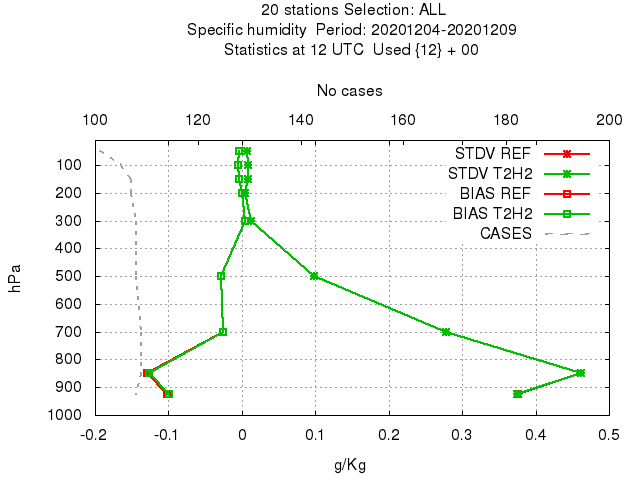 20 stations Selection: ALL
Specific humidity  Period: 20201204-20201209
Statistics at 12 UTC  Used {12} + 00
No cases
100 120 140 160 180 200
STDV REF
STDV T2H2
BIAS REF
BIAS T2H2
CASES
100
200
300
500
600
700
800
900
1000
hPa
-0.2 -0.1 0 0.1 0.2 0.3 0.4 0.5
g/Kg